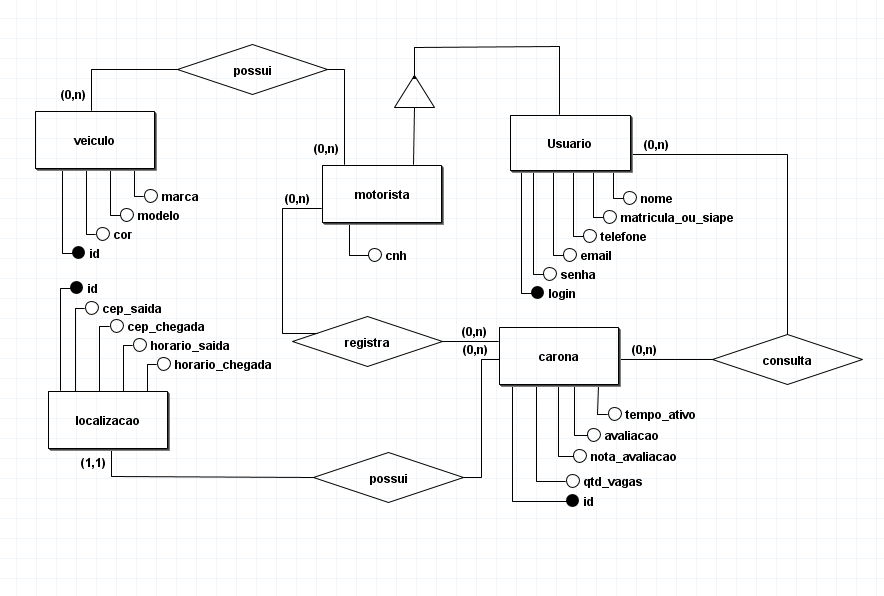 possui
(0,n)
veiculo
marca
modelo
cor
id
(0,n)
motorista
(0,n)
cnh
Usuario
(0,n)
nome
matricula_ou_siape
telefone
email
senha
login
id
cep_saida
cep_chegada
horario_saida
horario_chegada
localizacao
(1,1)
registra
(0,n)
(0,n)
carona
(0,n)
consulta
tempo_ativo
avaliacao
nota_avaliacao
qtd_vagas
id
possui